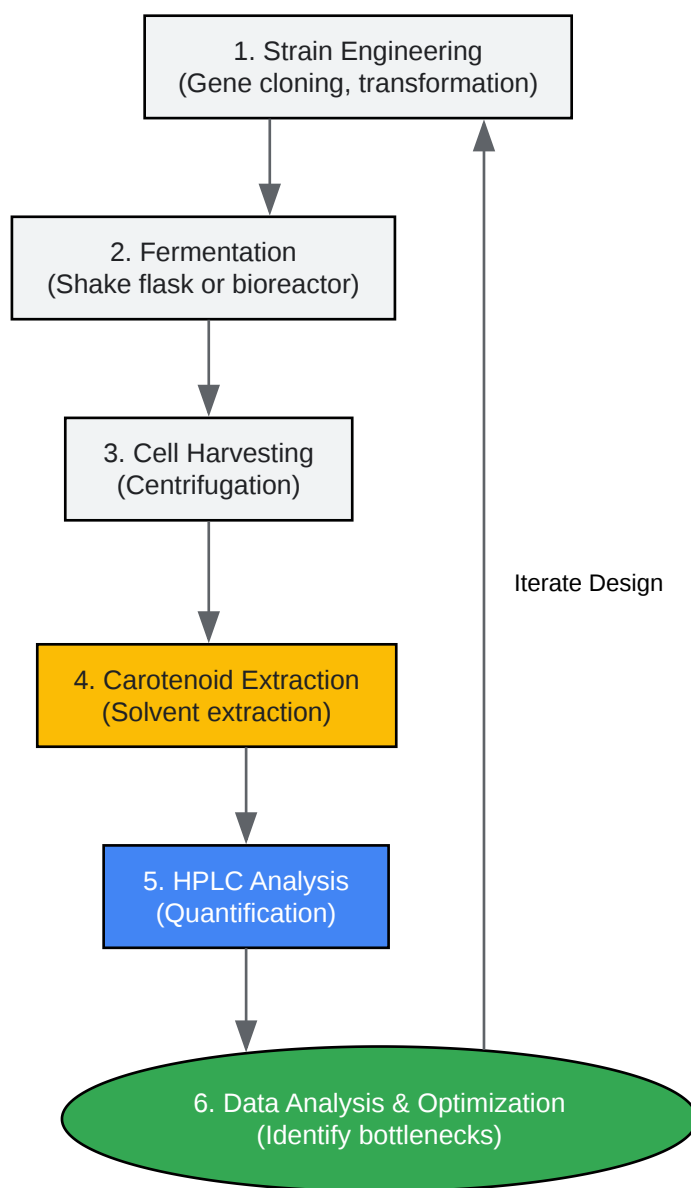 1. Strain Engineering
(Gene cloning, transformation)
2. Fermentation
(Shake flask or bioreactor)
3. Cell Harvesting
(Centrifugation)
Iterate Design
4. Carotenoid Extraction
(Solvent extraction)
5. HPLC Analysis
(Quantification)
6. Data Analysis & Optimization
(Identify bottlenecks)